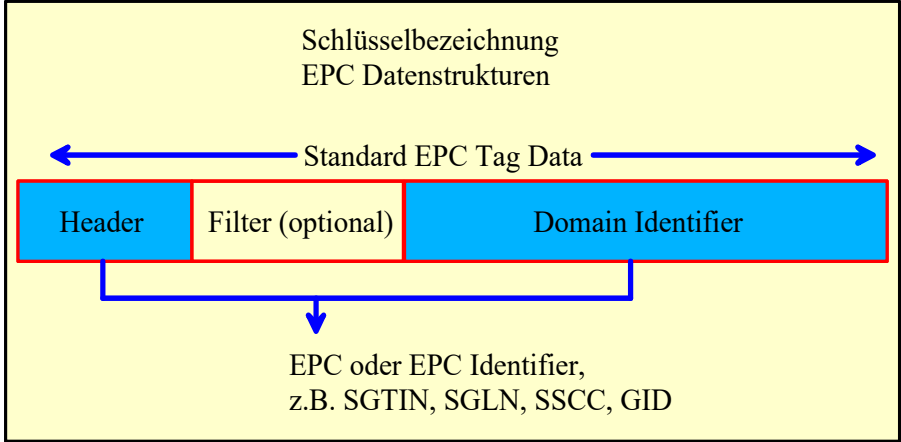 Schlüsselbezeichnung
EPC Datenstrukturen
Standard EPC Tag Data
Header Filter (optional) Domain Identifier
EPC oder EPC Identifier,
z.B. SGTIN, SGLN, SSCC, GID